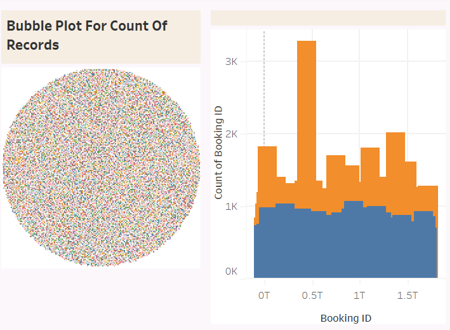 Bubble Plot For Count Of
Records
3K
2K
1K
0K
Count of Booking ID
0T
0.5T
1T
1.5T
Booking ID